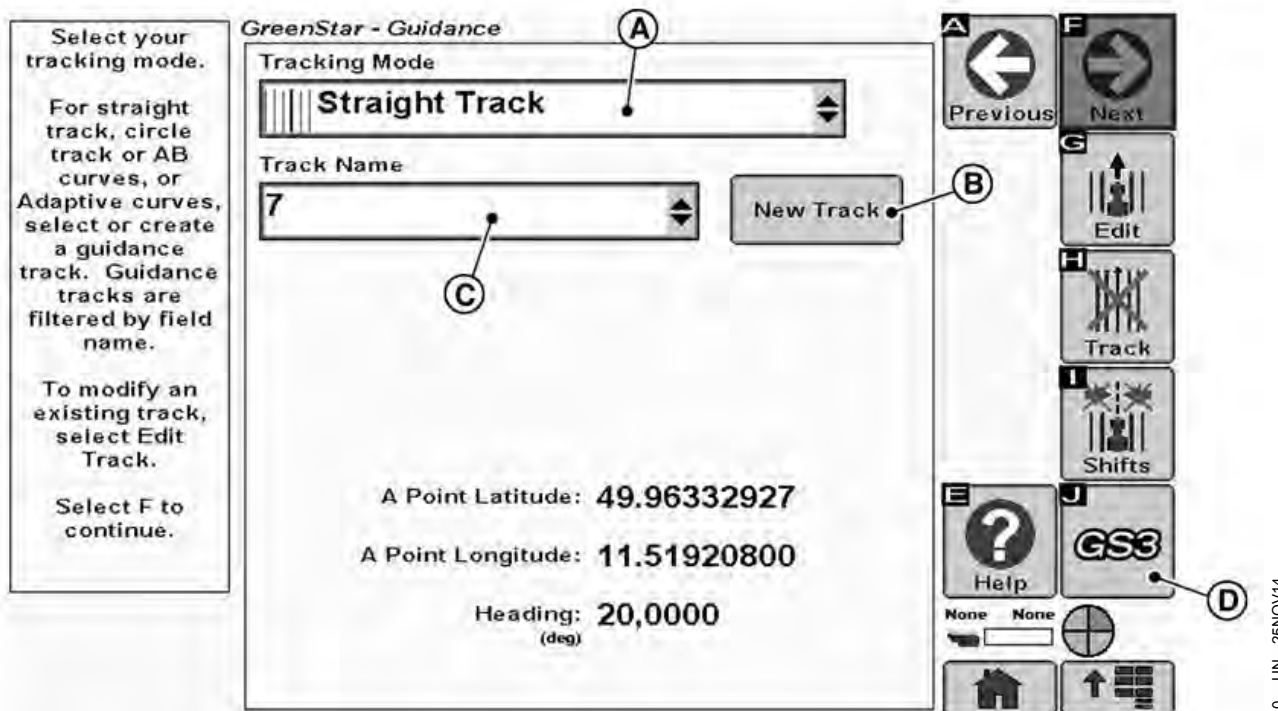 Select your
tracking mode.
For straight
track, circle
track or AB
curves, or
Adaptive curves,
select or create
a guidance
track. Guidance
tracks are
filtered by field
name.
To modify an
existing track,
select Edit
Track.
Select F to
continue.
GreenStar - Guidance
A
Tracking Mode
Straight Track
Track Name
7
New Track
B
C
A Point Latitude: 49.96332927
A Point Longitude: 11.51920800
Heading: 20,0000
(deg)
A
Previous
F
Next
G
Edit
H
Track
I
Shifts
E
?
Help
J
GS3
D
None None